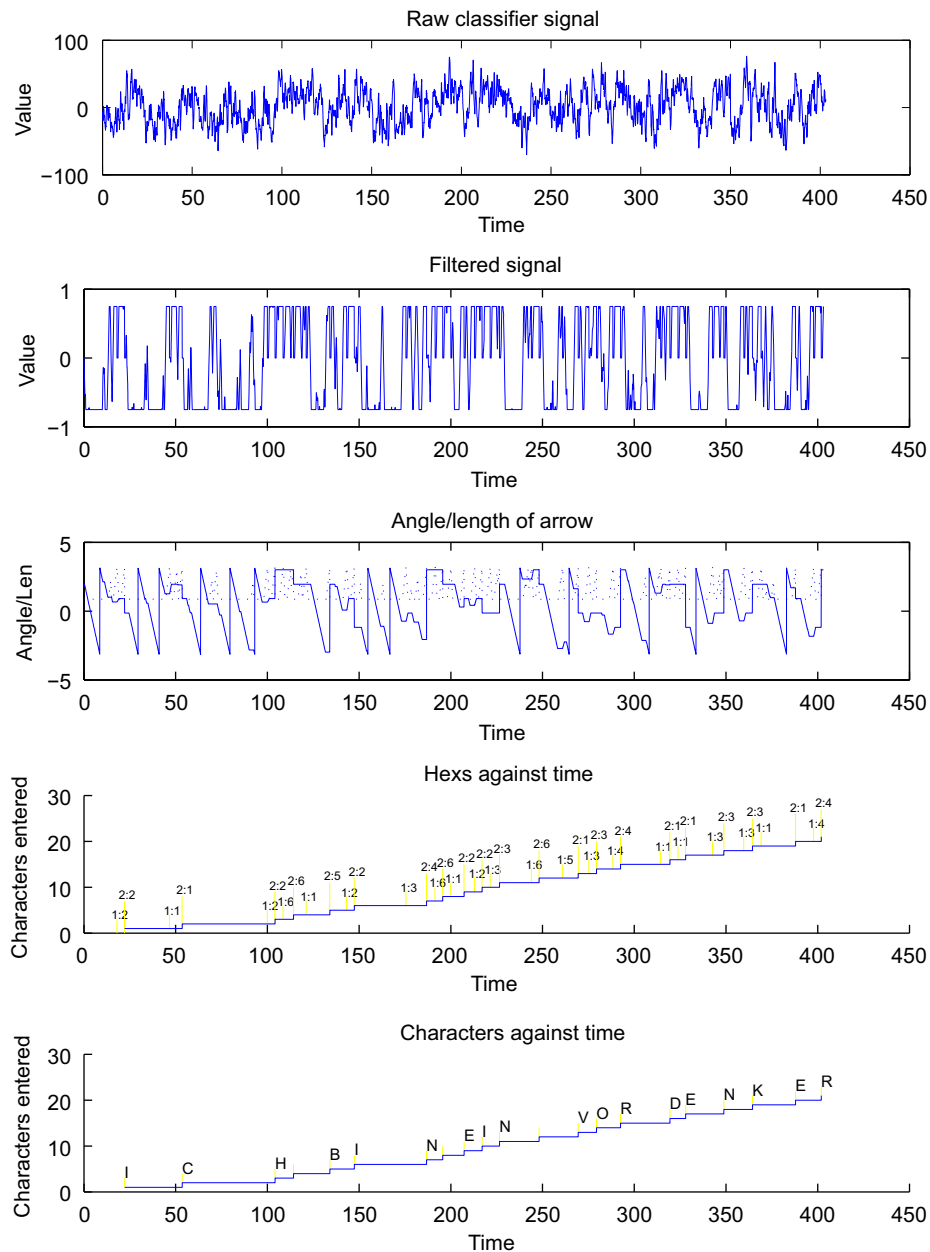 Raw classifier signal
100
0
−100
Value
0 50 100 150 200 250 300 350 400 450
Time
Filtered signal
1
0
−1
Value
0 50 100 150 200 250 300 350 400 450
Time
Angle/length of arrow
5
0
−5
Angle/Len
0 50 100 150 200 250 300 350 400 450
Time
Hexs against time
30
20
10
0
Characters entered
1:2 2:2 1:1 2:1 1:2 2:2 1:6 2:6 1:1 2:5 1:2 2:2 1:3 2:4 1:6 2:6 1:1 2:2 1:2 2:2 1:3 2:3 1:6 2:6 1:5 2:1 1:3 2:3 1:4 2:4 1:1 2:1 1:1 2:1 1:3 2:3 1:3 2:3 1:1 2:1 1:4 2:4
0 50 100 150 200 250 300 350 400 450
Time
Characters against time
30
20
10
0
Characters entered
I C H B I N E I N V O R D E N K E R
0 50 100 150 200 250 300 350 400 450
Time